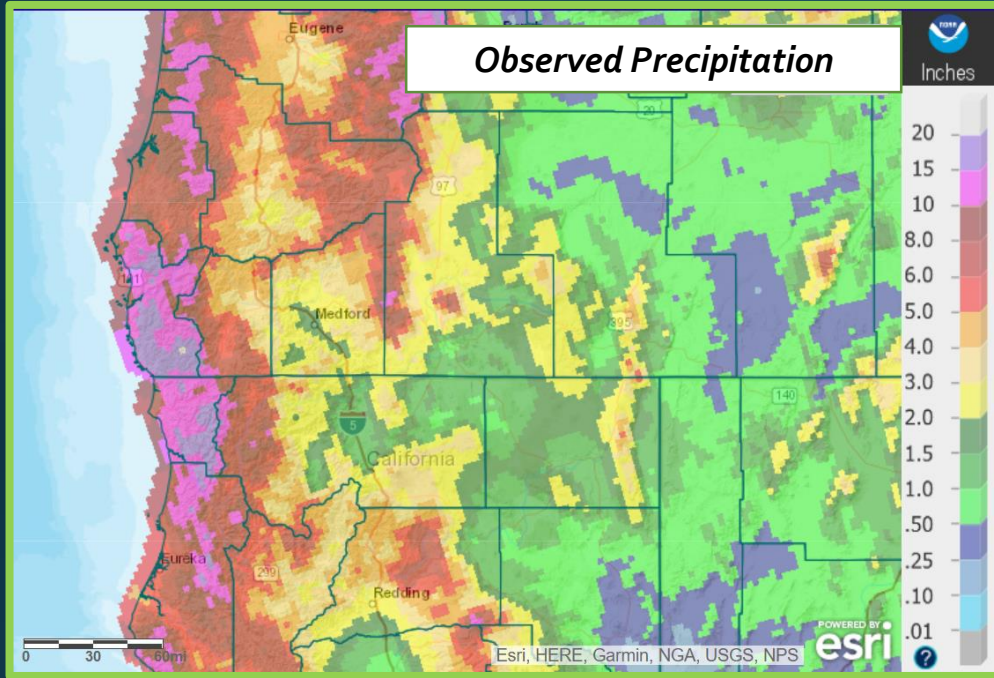 Eugene
Observed Precipitation
NOAA
Inches
20
20
15
10
8.0
6.0
5.0
4.0
3.0
2.0
1.5
1.0
.50
.25
.10
.01
97
101
Medford
395
140
5
California
Eureka
299
Redding
0 30 60mi
Esri, HERE, Garmin, NGA, USGS, NPS
POWERED BY
esri
?